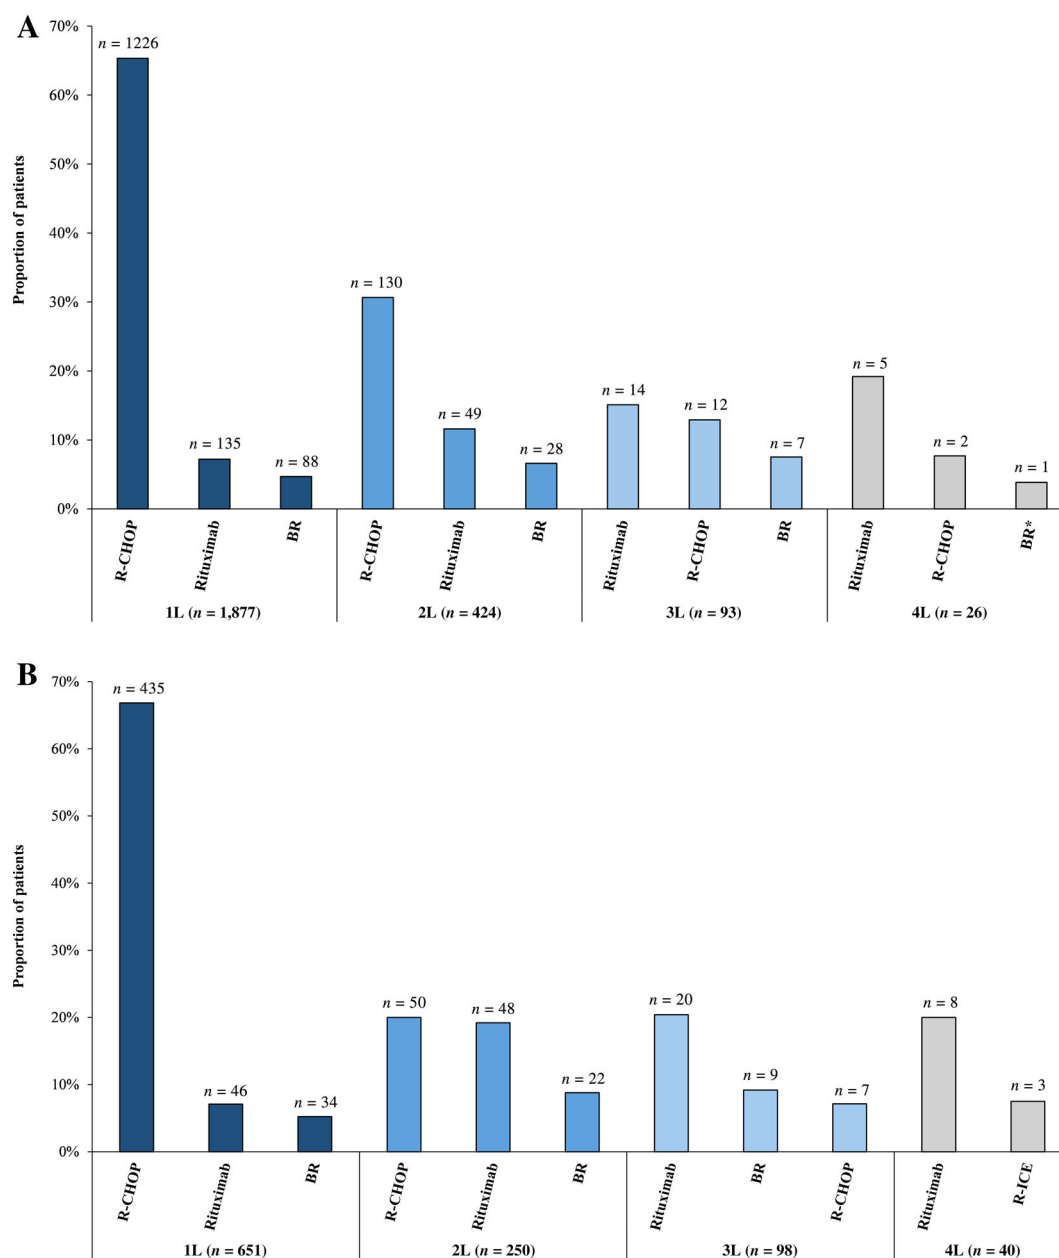 A
70%
60%
50%
40%
30%
20%
10%
0%
Proportion of patients
n = 1226
n = 135
n = 88
n = 130
n = 49
n = 28
n = 14
n = 12
n = 7
n = 5
n = 2
n = 1
R-CHOP
Rituximab
BR
R-CHOP
Rituximab
BR
Rituximab
R-CHOP
BR
Rituximab
R-CHOP
BR*
1L (n = 1,877)
2L (n = 424)
3L (n = 93)
4L (n = 26)
B
70%
60%
50%
40%
30%
20%
10%
0%
Proportion of patients
n = 435
n = 46
n = 34
n = 50
n = 48
n = 22
n = 20
n = 9
n = 7
n = 8
n = 3
R-CHOP
Rituximab
BR
R-CHOP
Rituximab
BR
Rituximab
BR
R-CHOP
Rituximab
R-ICE
1L (n = 651)
2L (n = 250)
3L (n = 98)
4L (n = 40)